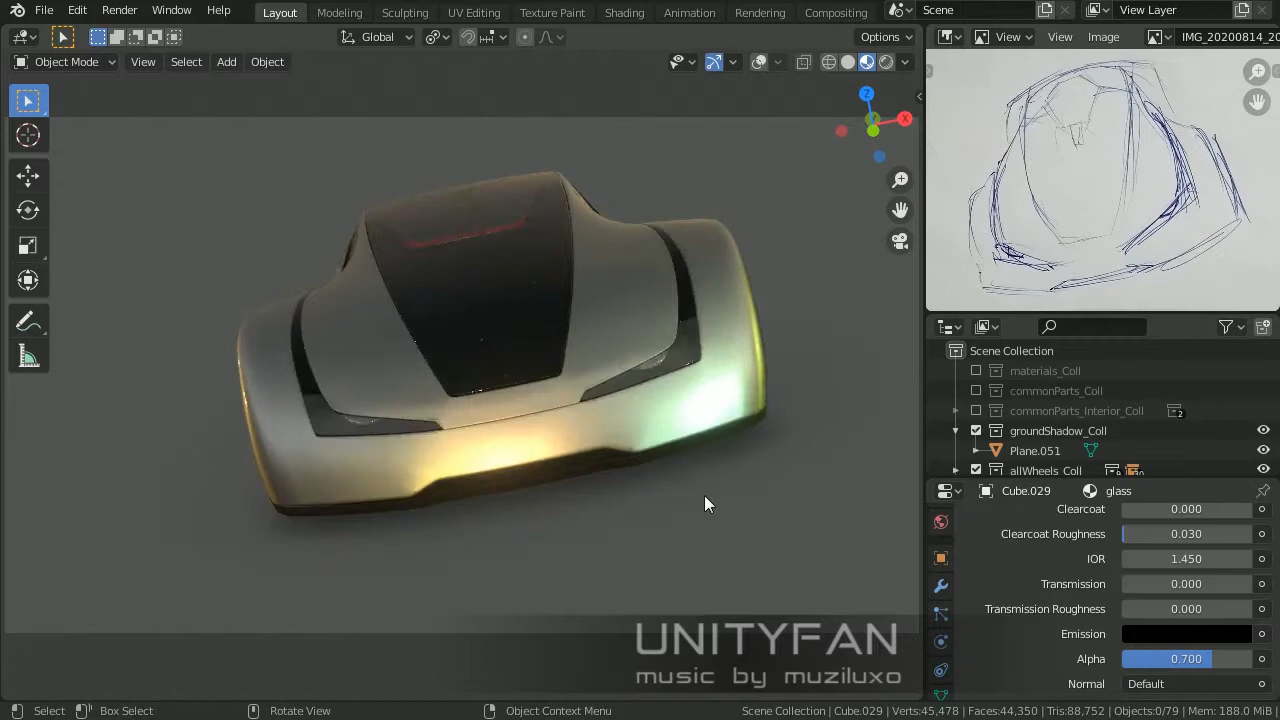 File Edit Render Window Help Layout Modeling Sculpting UV Editing Texture Paint Shading Animation Rendering Compositing Scene View Layer
Global Options View View Image IMG_20200814_20
Object Mode View Select Add Object
Z
X
Scene Collection
materials_Coll
commonParts_Coll
commonParts_Interior_Coll 2
groundShadow_Coll
Plane.051
allWheels_Coll
Cube.029 glass
Clearcoat 0.000
Clearcoat Roughness 0.030
IOR 1.450
Transmission 0.000
Transmission Roughness 0.000
Emission
Alpha 0.700
Normal Default
UNITYFAN
music by muziluxo
Select Box Select Rotate View Object Context Menu Scene Collection | Cube.029 | Verts:45,478 | Faces:44,350 | Tris:88,752 | Objects:0/79 | Mem: 188.0 MiB